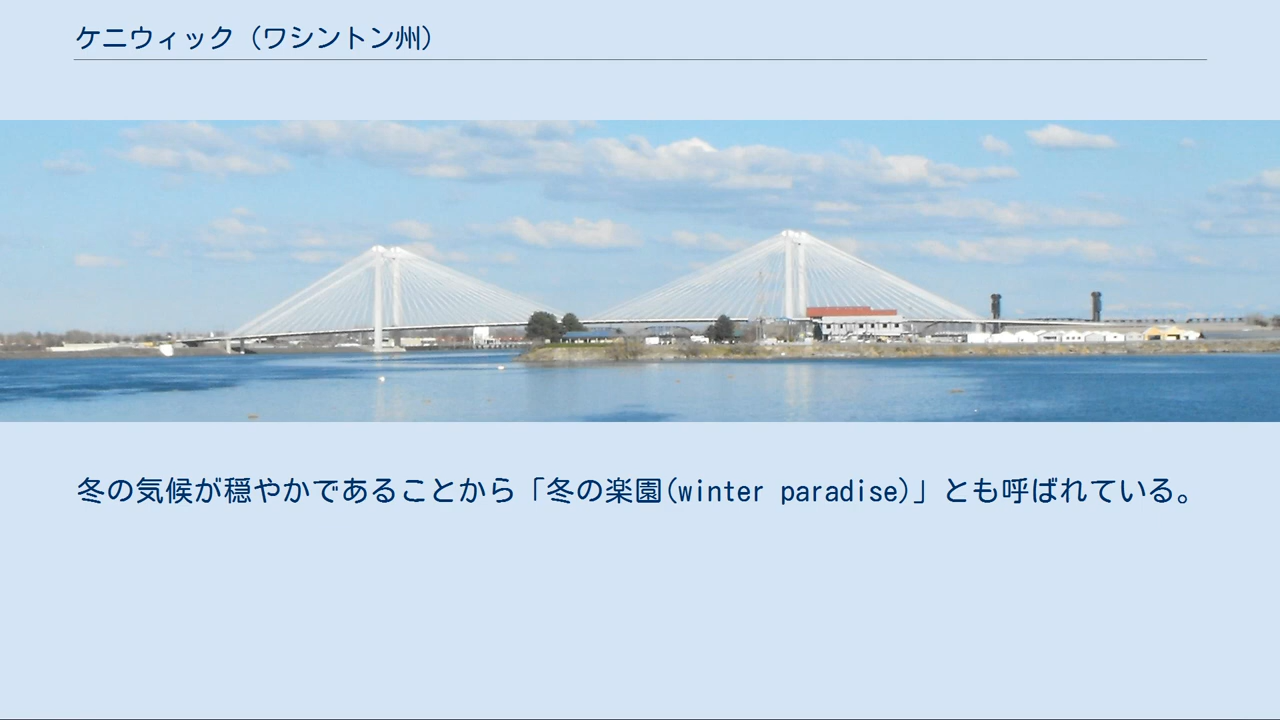 ケニウィック（ワシントン州）
冬の気候が穏やかであることから「冬の楽園(winter paradise)」とも呼ばれている。